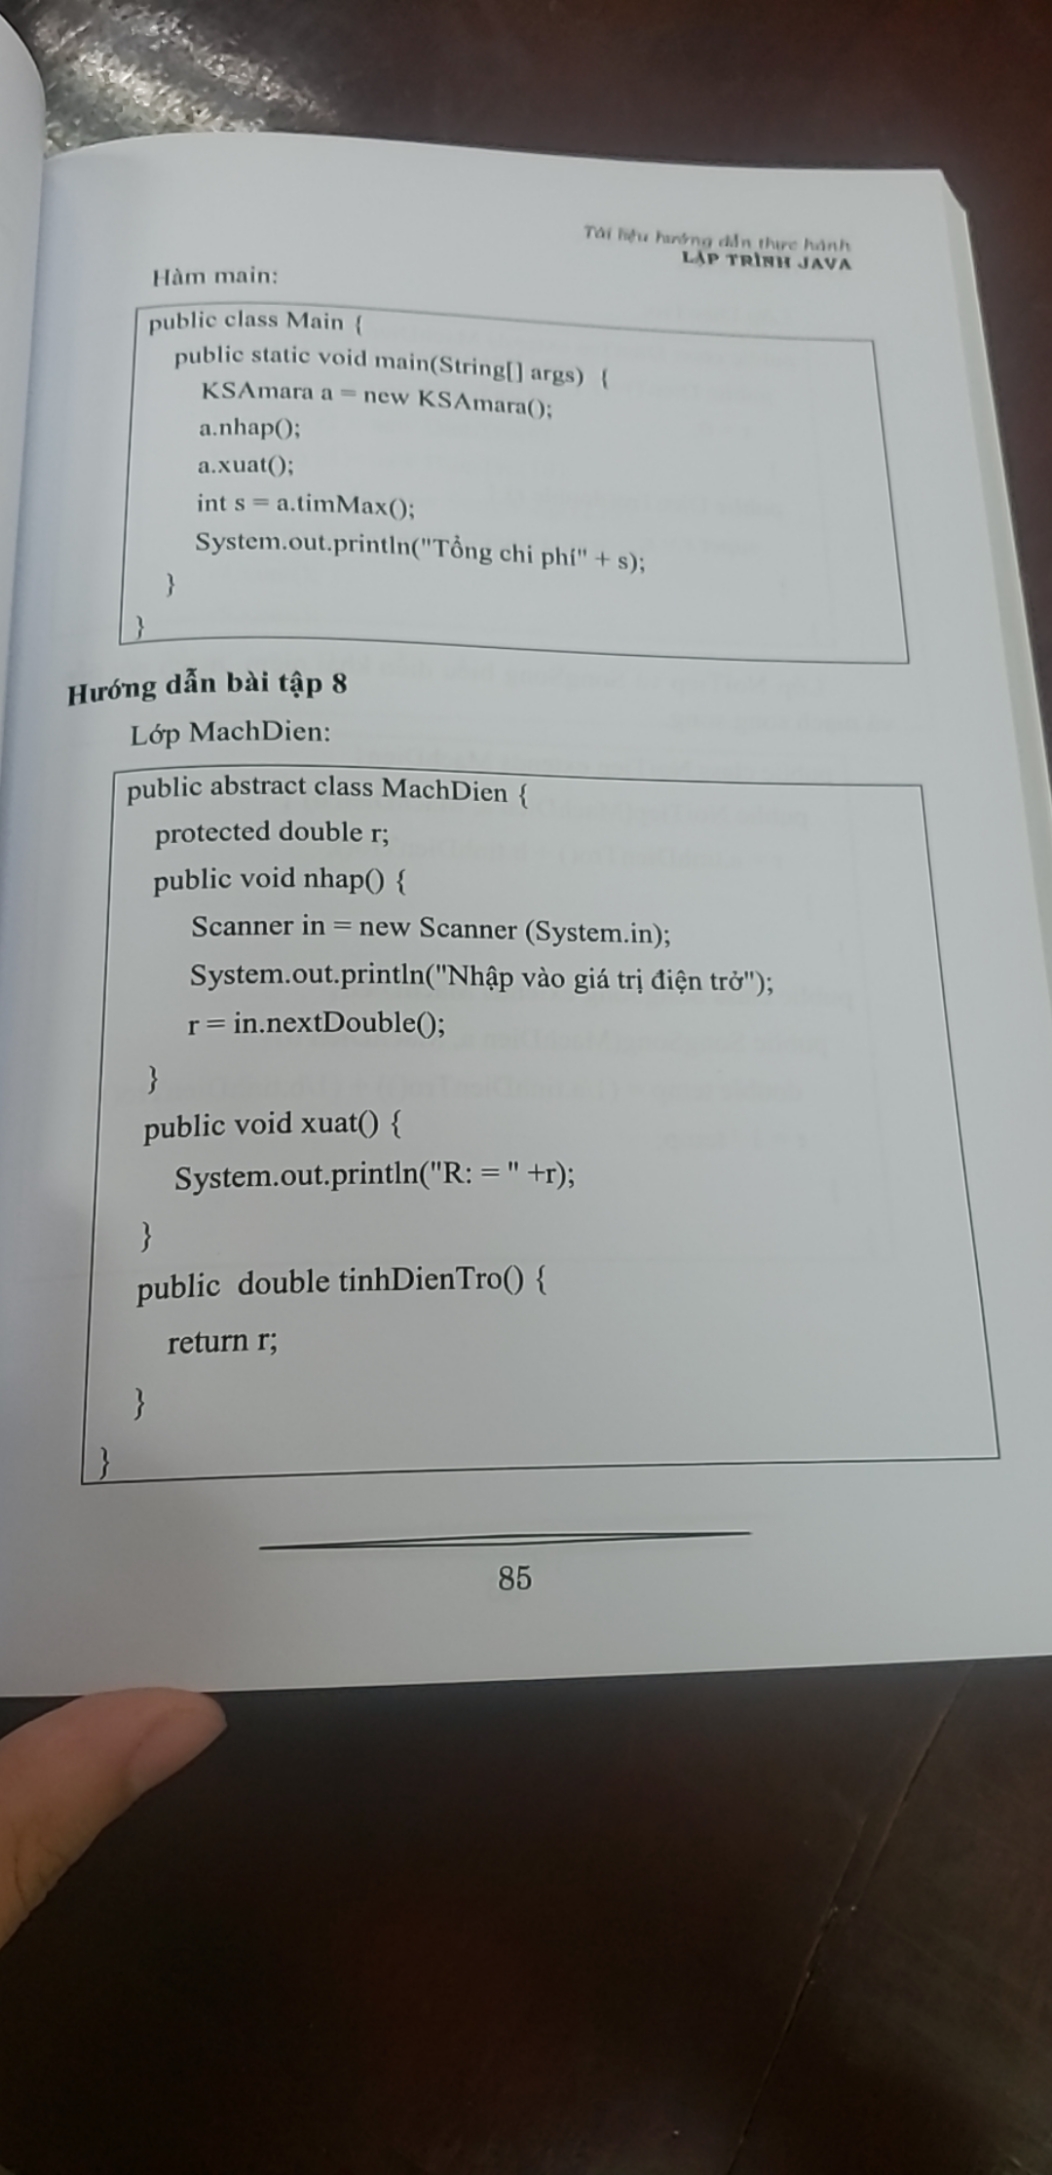 Tài liệu hướng dẫn thực hành
LẬP TRÌNH JAVA
Hàm main:
public class Main {
public static void main(String[] args) {
KSAmara a = new KSAmara();
a.nhap();
a.xuat();
int s = a.timMax();
System.out.println("Tổng chi phí" + s);
}
}
Hướng dẫn bài tập 8
Lớp MachDien:
public abstract class MachDien {
protected double r;
public void nhap() {
Scanner in = new Scanner (System.in);
System.out.println("Nhập vào giá trị điện trở");
r = in.nextDouble();
}
public void xuat() {
System.out.println("R: = " +r);
}
public double tinhDienTro() {
return r;
}
}
85